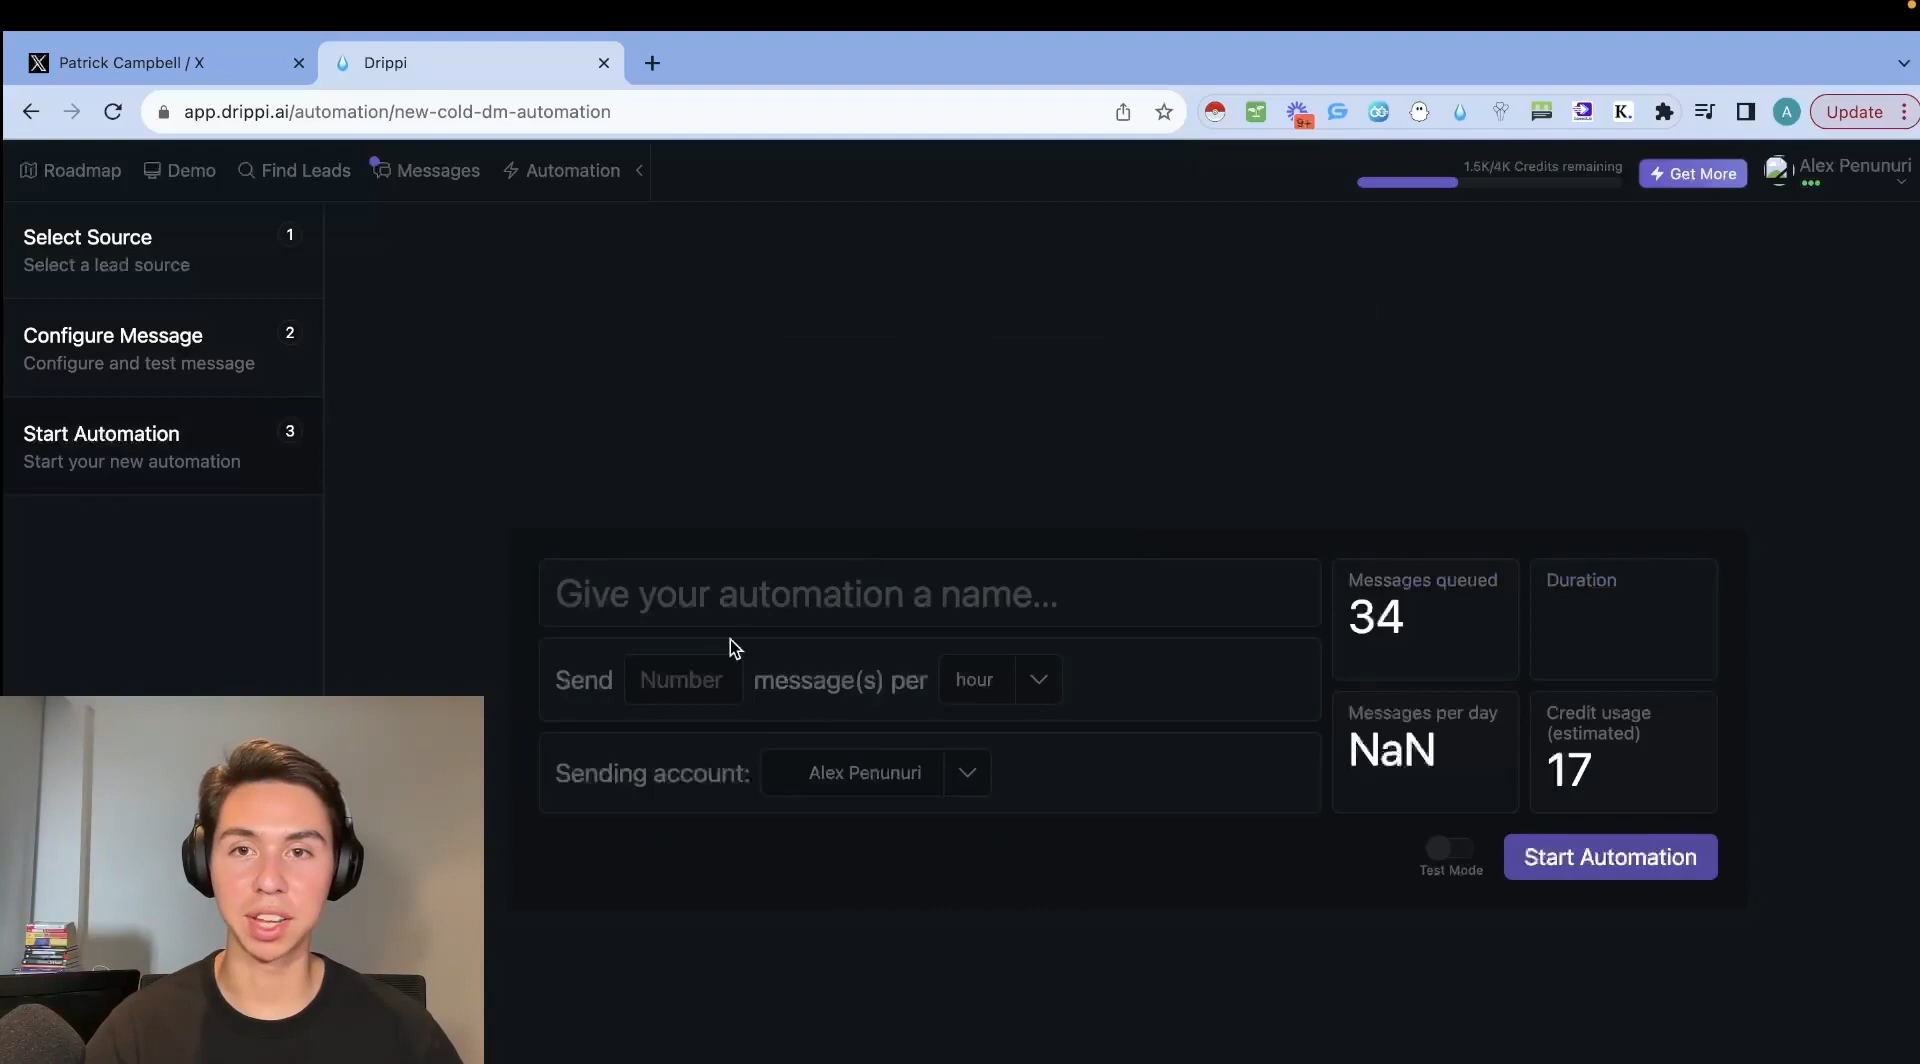 Patrick Campbell / X
Drippi
app.drippi.ai/automation/new-cold-dm-automation
9+
K.
A
Update
Roadmap
Demo
Find Leads
Messages
Automation
1.5K/4K Credits remaining
Get More
Alex Penunuri
Select Source
1
Select a lead source
Configure Message
2
Configure and test message
Start Automation
3
Start your new automation
Give your automation a name...
Send Number message(s) per hour
Sending account: Alex Penunuri
Messages queued
34
Duration
Messages per day
NaN
Credit usage
(estimated)
17
Test Mode
Start Automation